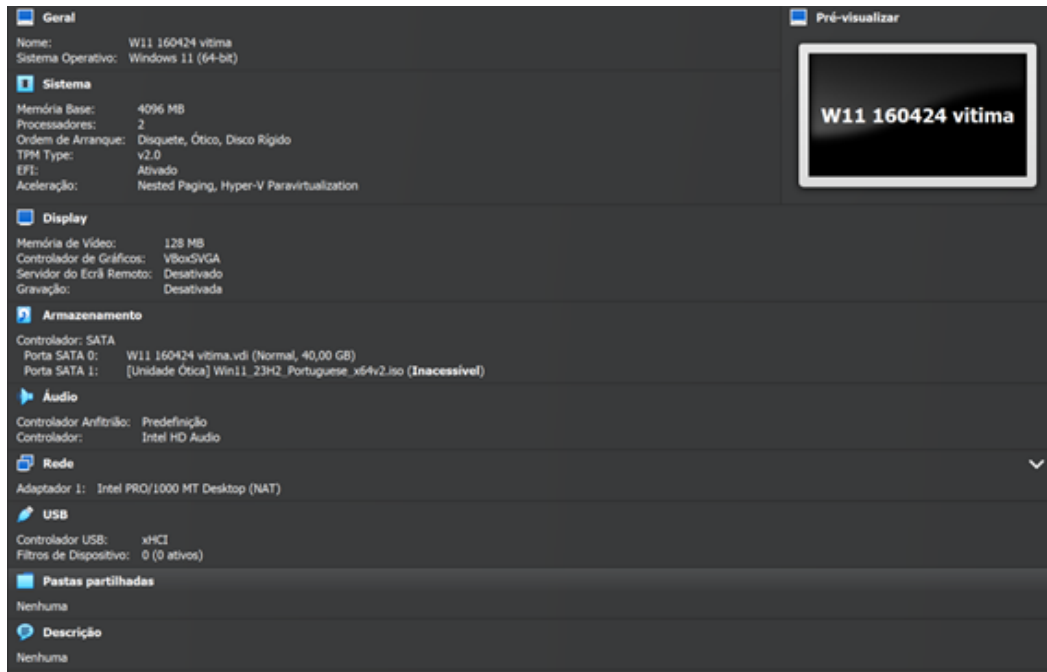 Geral
Nome: W11 160424 vitima
Sistema Operativo: Windows 11 (64-bit)
Sistema
Memória Base: 4096 MB
Processadores: 2
Ordem de Arranque: Disquete, Ótico, Disco Rígido
TPM Type: v2.0
EFI: Ativado
Aceleração: Nested Paging, Hyper-V Paravirtualization
Display
Memória de Vídeo: 128 MB
Controlador de Gráficos: VBoxSVGA
Servidor do Ecrã Remoto: Desativado
Gravação: Desativada
Armazenamento
Controlador: SATA
Porta SATA 0: W11 160424 vitima.vdi (Normal, 40,00 GB)
Porta SATA 1: [Unidade Ótica] Win11_23H2_Portuguese_x64v2.iso (Inacessível)
Áudio
Controlador Anfitrião: Predefinição
Controlador: Intel HD Audio
Rede
Adaptador 1: Intel PRO/1000 MT Desktop (NAT)
USB
Controlador USB: xHCI
Filtros de Dispositivo: 0 (0 ativos)
Pastas partilhadas
Nenhuma
Descrição
Nenhuma
Pré-visualizar
W11 160424 vitima